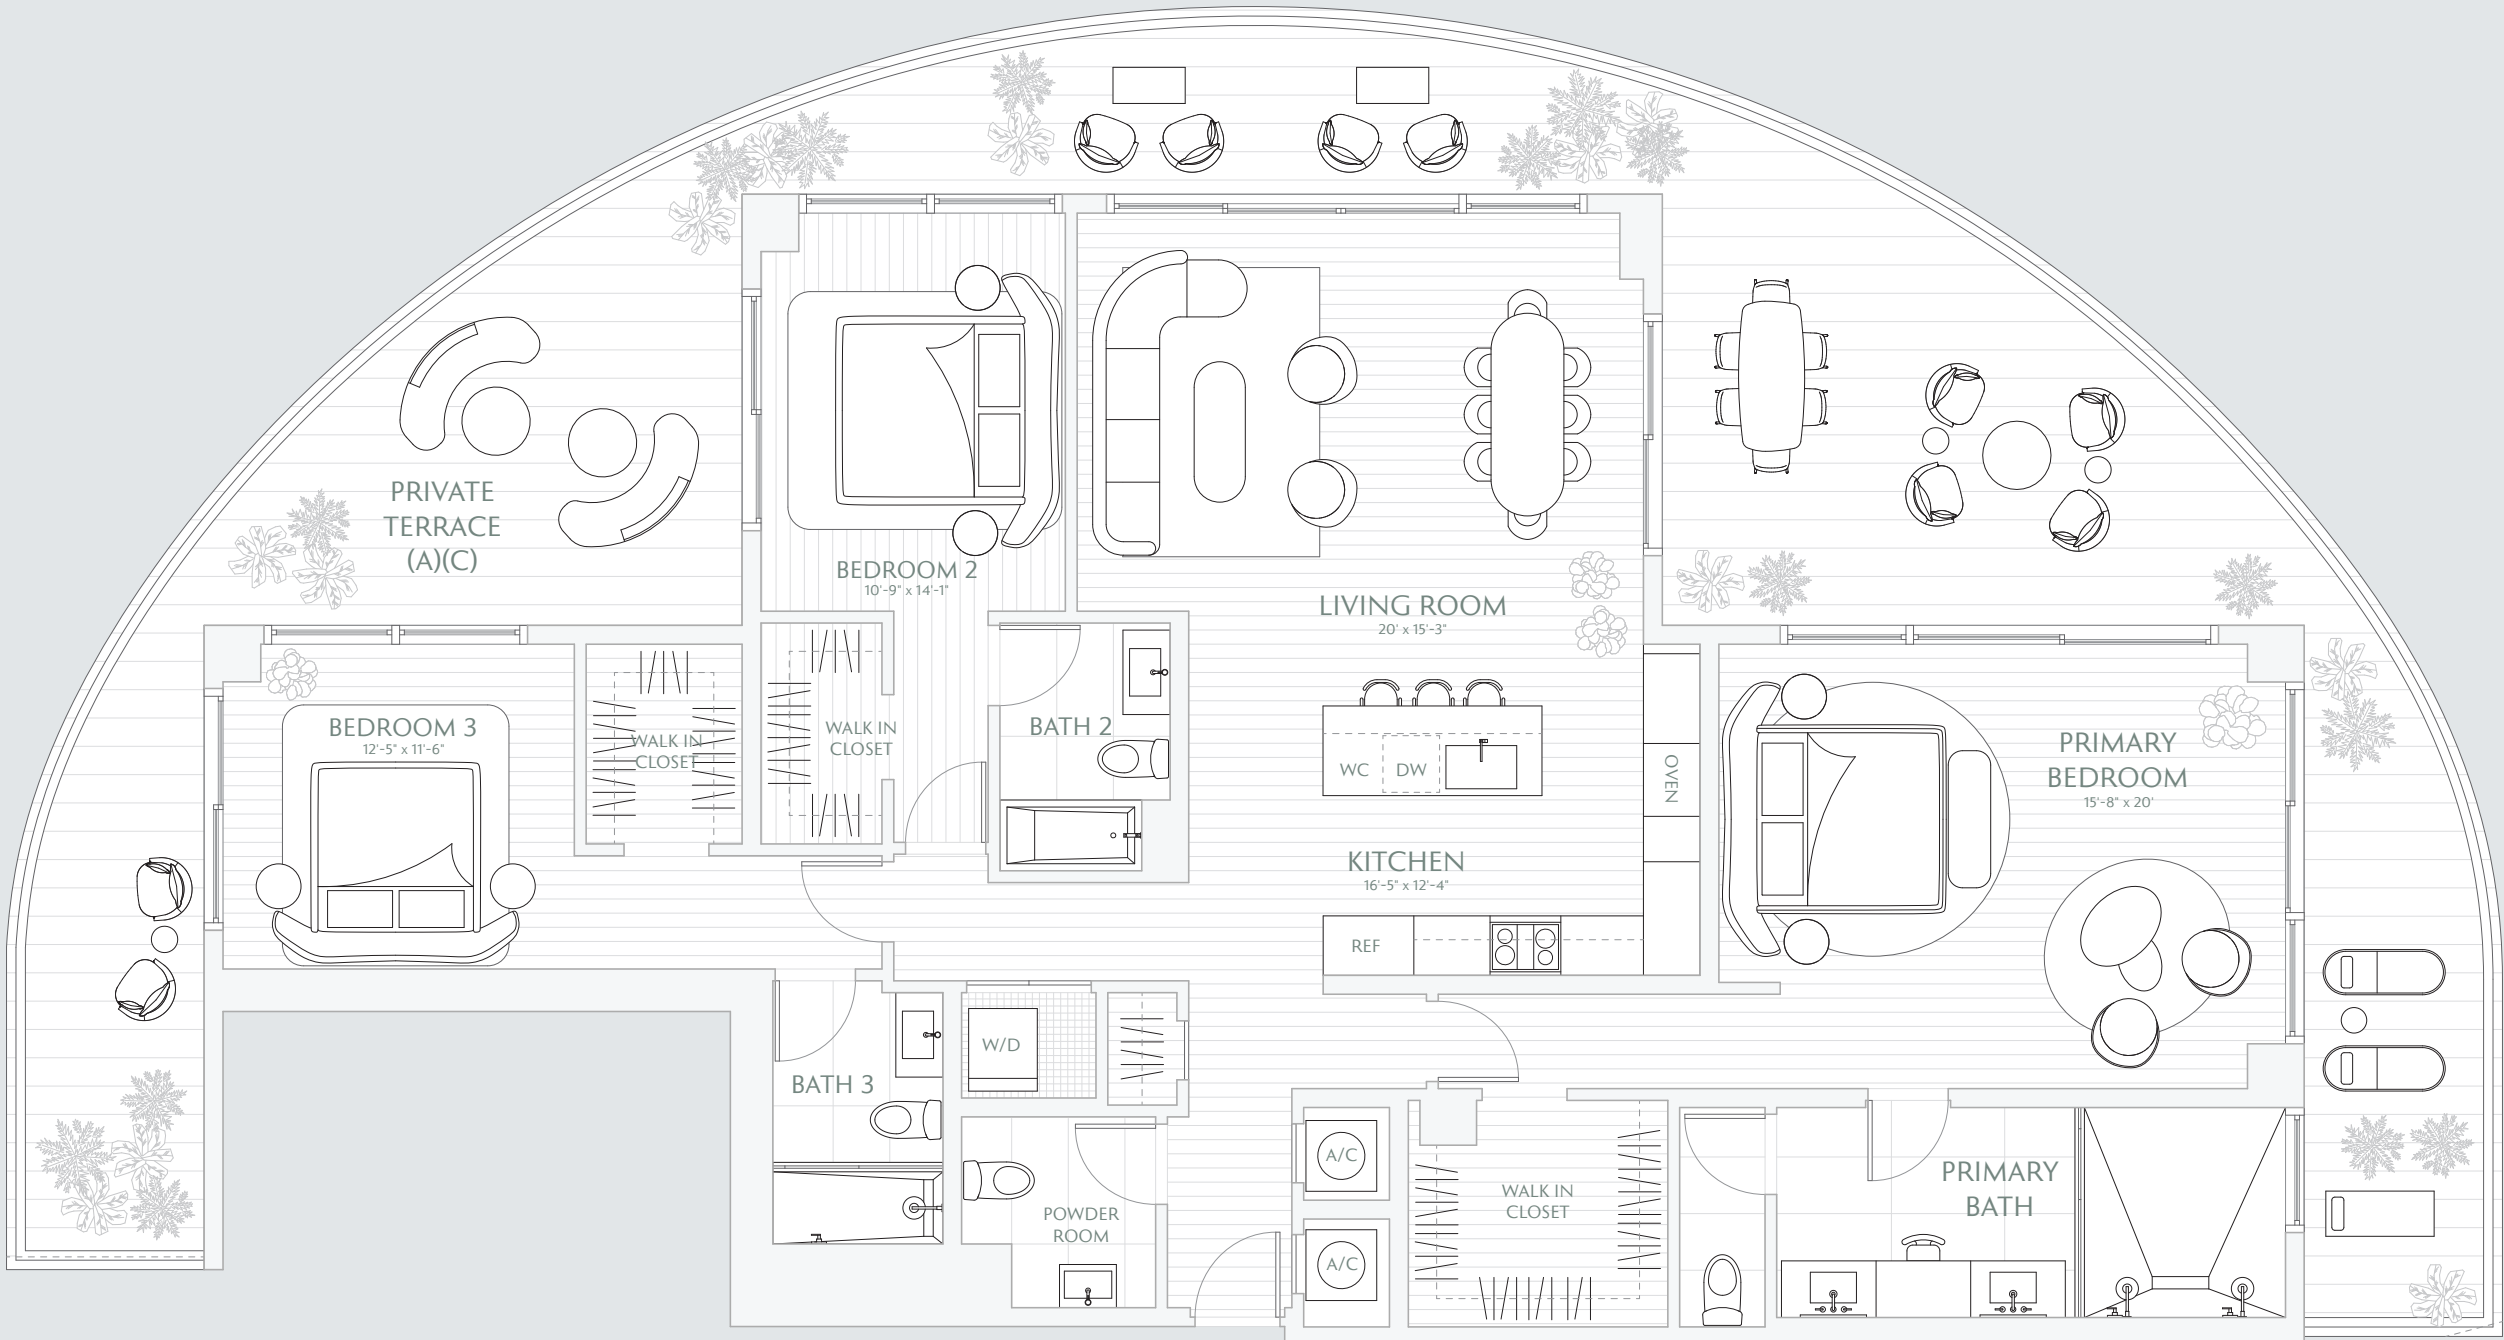 PRIVATE
TERRACE
(A)(C)
BEDROOM 2
10'-9" x 14'-1"
LIVING ROOM
20' x 15'-3"
BEDROOM 3
12'-5" x 11'-6"
WALK IN
CLOSET
WALK IN
CLOSET
BATH 2
WC
DW
OVEN
PRIMARY
BEDROOM
15'-8" x 20'
KITCHEN
16'-5" x 12'-4"
REF
W/D
BATH 3
POWDER
ROOM
A/C
A/C
WALK IN
CLOSET
PRIMARY
BATH